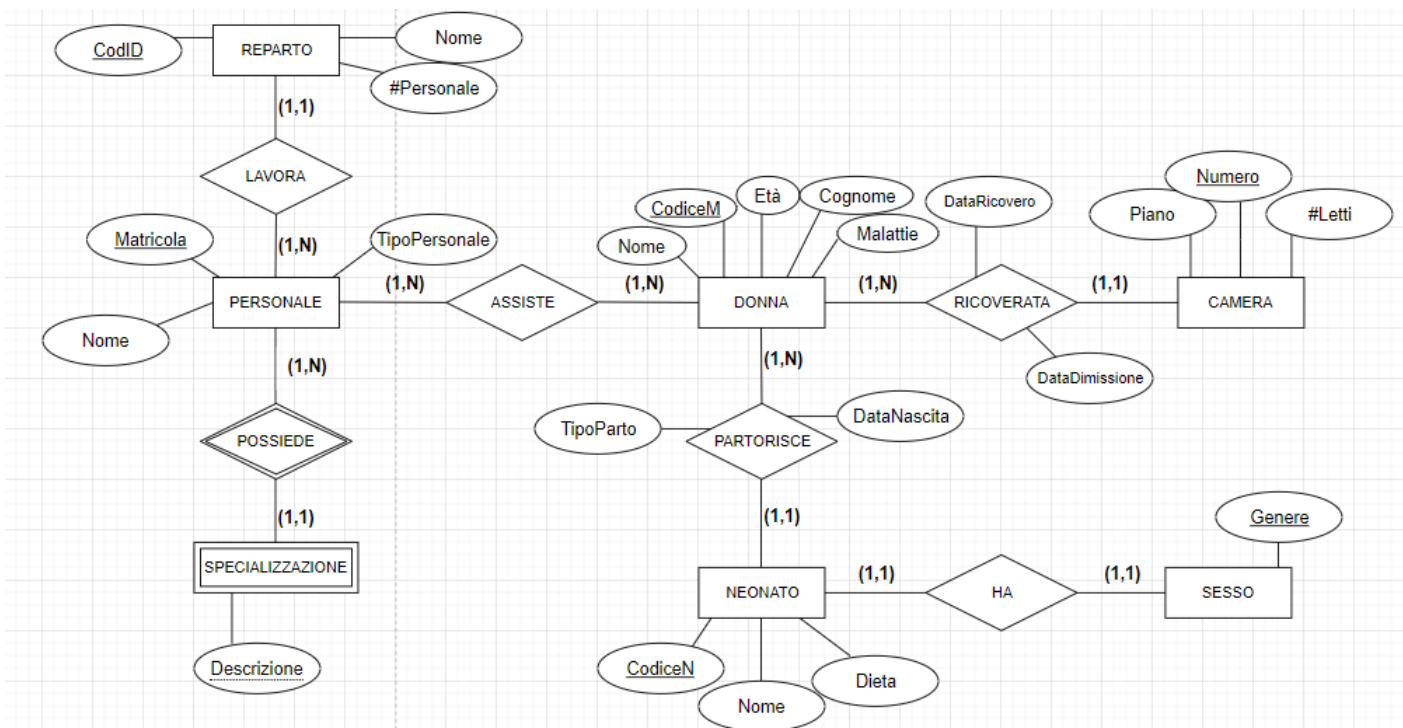 CodID
REPARTO
Nome
#Personale
(1,1)
LAVORA
(1,N)
Matricola
TipoPersonale
PERSONALE
Nome
(1,N)
ASSISTE
(1,N)
Nome
CodiceM
Età
Cognome
Malattie
DONNA
(1,N)
DataRicovero
RICOVERATA
DataDimissione
(1,1)
Piano
Numero
#Letti
CAMERA
(1,N)
POSSIEDE
(1,1)
SPECIALIZZAZIONE
Descrizione
(1,N)
TipoParto
DataNascita
PARTORISCE
(1,1)
NEONATO
CodiceN
Nome
Dieta
(1,1)
HA
(1,1)
Genere
SESSO